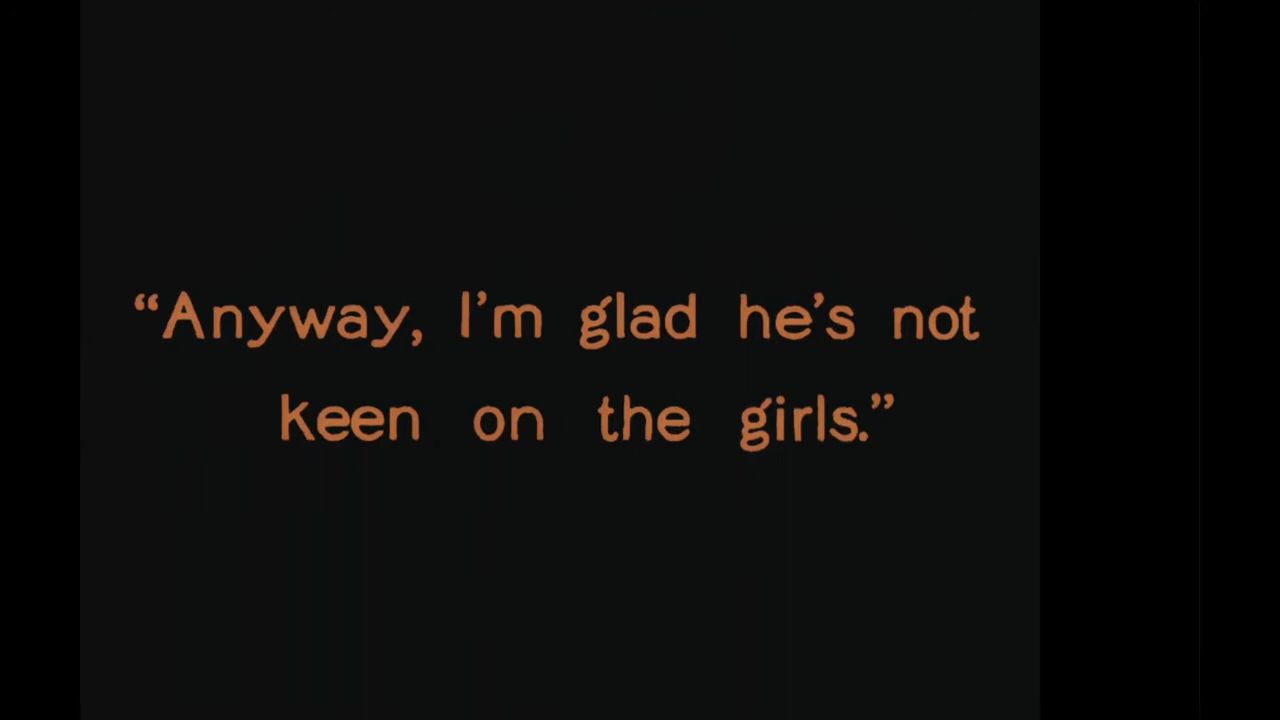 “Anyway, I’m glad he’s not
keen on the girls.”